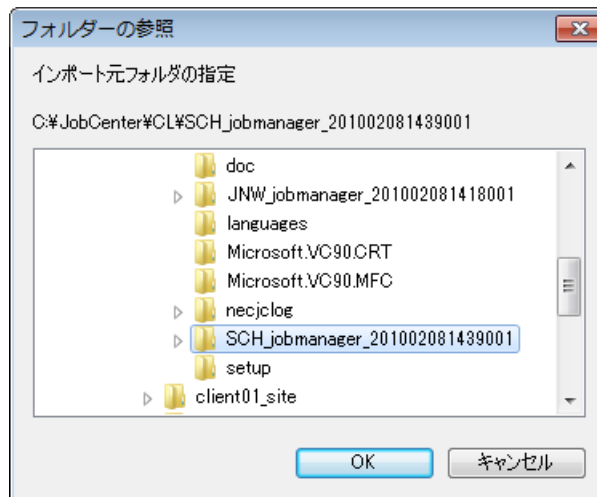 フォルダーの参照
インポート元フォルダの指定
C:¥JobCenter¥CL¥SCH_jobmanager_201002081439001
doc
JNW_jobmanager_201002081418001
languages
Microsoft.VC90.CRT
Microsoft.VC90.MFC
necjclog
SCH_jobmanager_201002081439001
setup
client01_site
OK
キャンセル